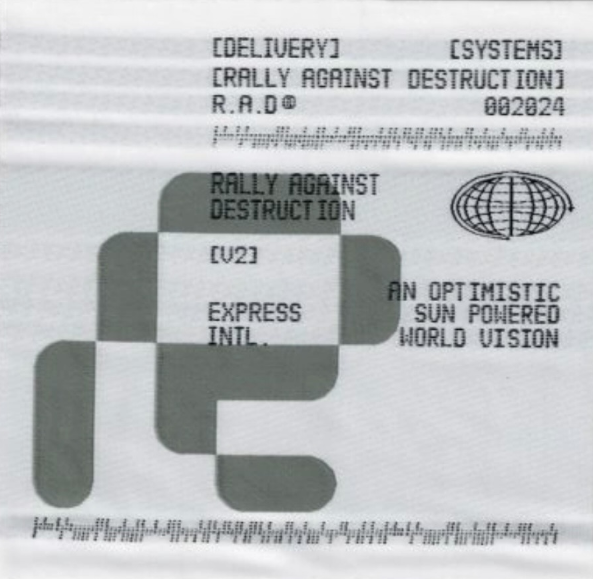 [DELIVERY] [SYSTEMS]
[RALLY AGAINST DESTRUCTION]
R.A.D® 002024
RALLY AGAINST
DESTRUCTION
[V2]
AN OPTIMISTIC
EXPRESS SUN POWERED
INTL. WORLD VISION